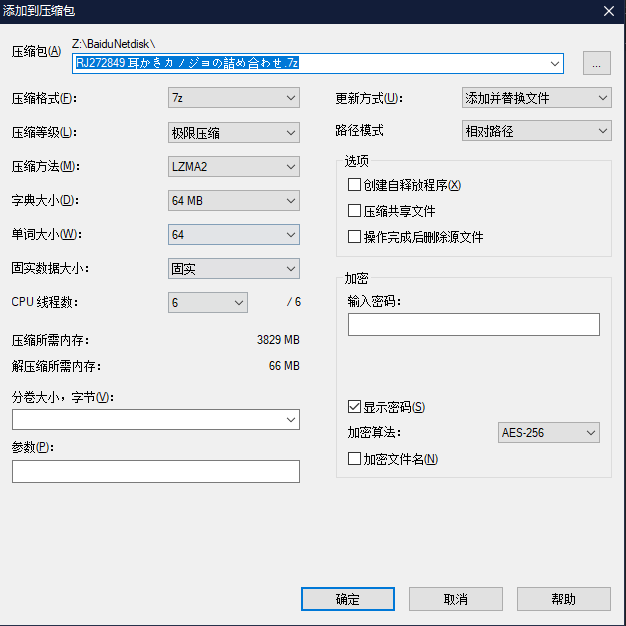 添加到压缩包
压缩包(A)
Z:\BaiduNetdisk\
RJ272849 耳かきカノジョの詰め合わせ.7z
...
压缩格式(F):
7z
压缩等级(L):
极限压缩
压缩方法(M):
LZMA2
字典大小(D):
64 MB
单词大小(W):
64
固实数据大小:
固实
CPU 线程数:
6
/ 6
压缩所需内存:
3829 MB
解压缩所需内存:
66 MB
分卷大小，字节(V):
参数(P):
更新方式(U):
添加并替换文件
路径模式
相对路径
选项
创建自释放程序(X)
压缩共享文件
操作完成后删除源文件
加密
输入密码:
显示密码(S)
加密算法:
AES-256
加密文件名(N)
确定
取消
帮助